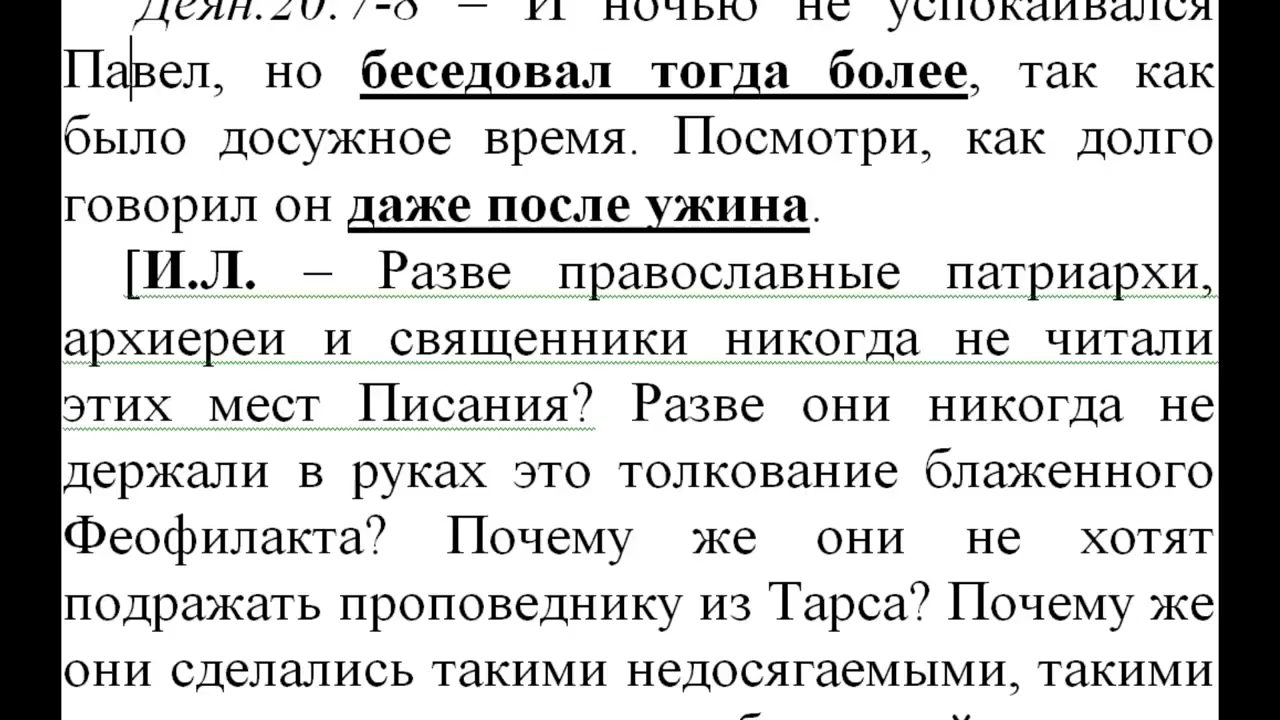 Деян.20:7-8 – И ночью не успокаивался
Павел, но беседовал тогда более, так как
было досужное время. Посмотри, как долго
говорил он даже после ужина.
[И.Л. – Разве православные патриархи,
архиереи и священники никогда не читали
этих мест Писания? Разве они никогда не
держали в руках это толкование блаженного
Феофилакта? Почему же они не хотят
подражать проповеднику из Тарса? Почему же
они сделались такими недосягаемыми, такими